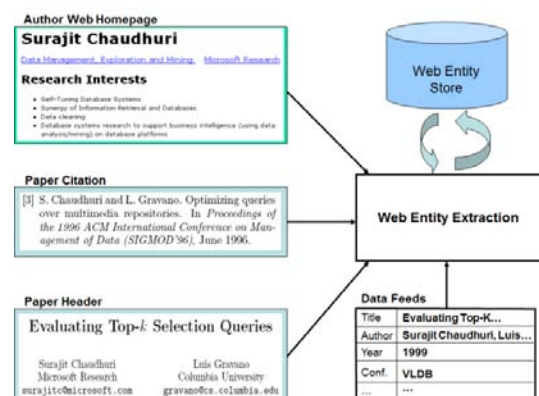 Author Web Homepage
Surajit Chaudhuri
Data Management, Exploration and Mining, Microsoft Research
Research Interests
Self-Tuning Database Systems
Synergy of Information Retrieval and Databases
Data cleaning
Database systems research to support business intelligence (using data
analysis/mining) on database platforms
Web Entity
Store
Paper Citation
[3] S. Chaudhuri and L. Gravano. Optimizing queries
over multimedia repositories. In Proceedings of
the 1996 ACM International Conference on Man-
agement of Data (SIGMOD'96), June 1996.
Web Entity Extraction
Paper Header
Evaluating Top-k Selection Queries
Surajit Chaudhuri
Microsoft Research
surajitc@microsoft.com
Luis Gravano
Columbia University
gravano@cs.columbia.edu
Data Feeds
Title Evaluating Top-K...
Author Surajit Chaudhuri, Luis...
Year 1999
Conf. VLDB
... ...